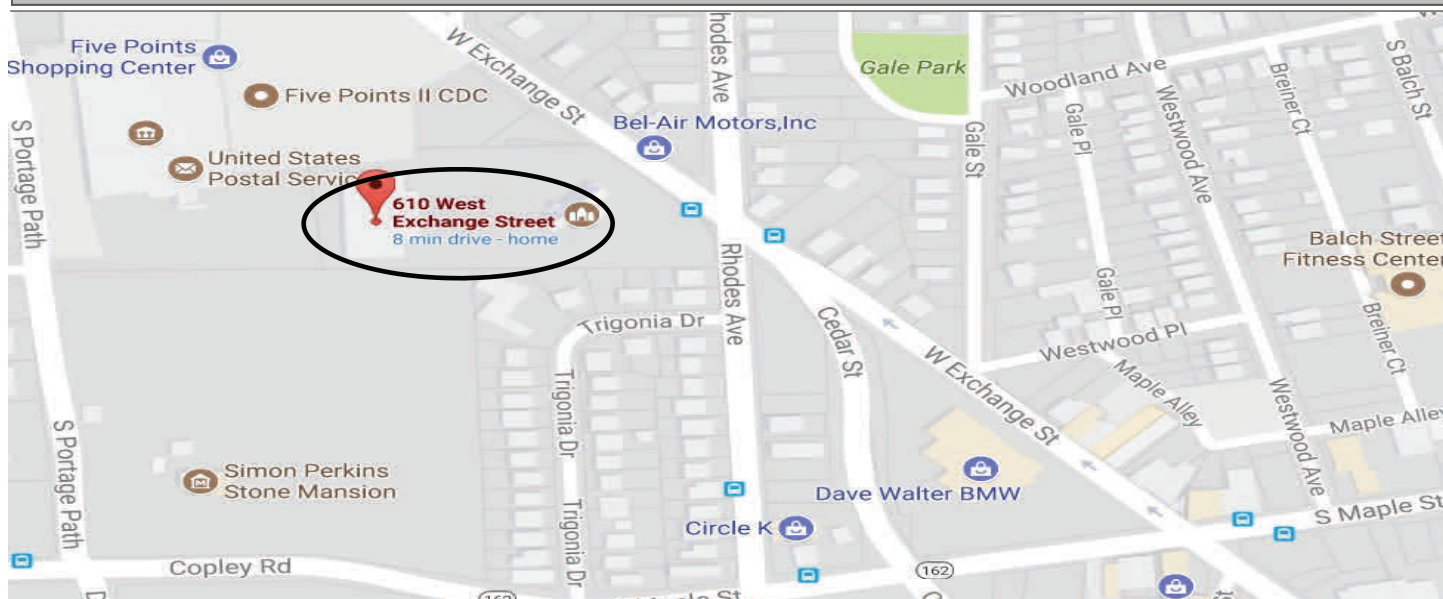 Five Points
Shopping Center
Five Points II CDC
United States
Postal Servic
610 West
Exchange Street
8 min drive - home
S Portage Path
S Portage Path
W Exchange St
hodes Ave
Bel-Air Motors,Inc
Gale Park
Woodland Ave
Gale St
Gale Pl
Gale Pl
Westwood Ave
Breiner Ct
S Balch St
Balch Street
Fitness Center
Breiner Ct
Rhodes Ave
Trigonia Dr
Trigonia Dr
Trigonia Dr
Cedar St
W Exchange St
Westwood Pl
Maple Alley
Maple Alley
Westwood Ave
Simon Perkins
Stone Mansion
Dave Walter BMW
Circle K
S Maple St
Copley Rd
162
162